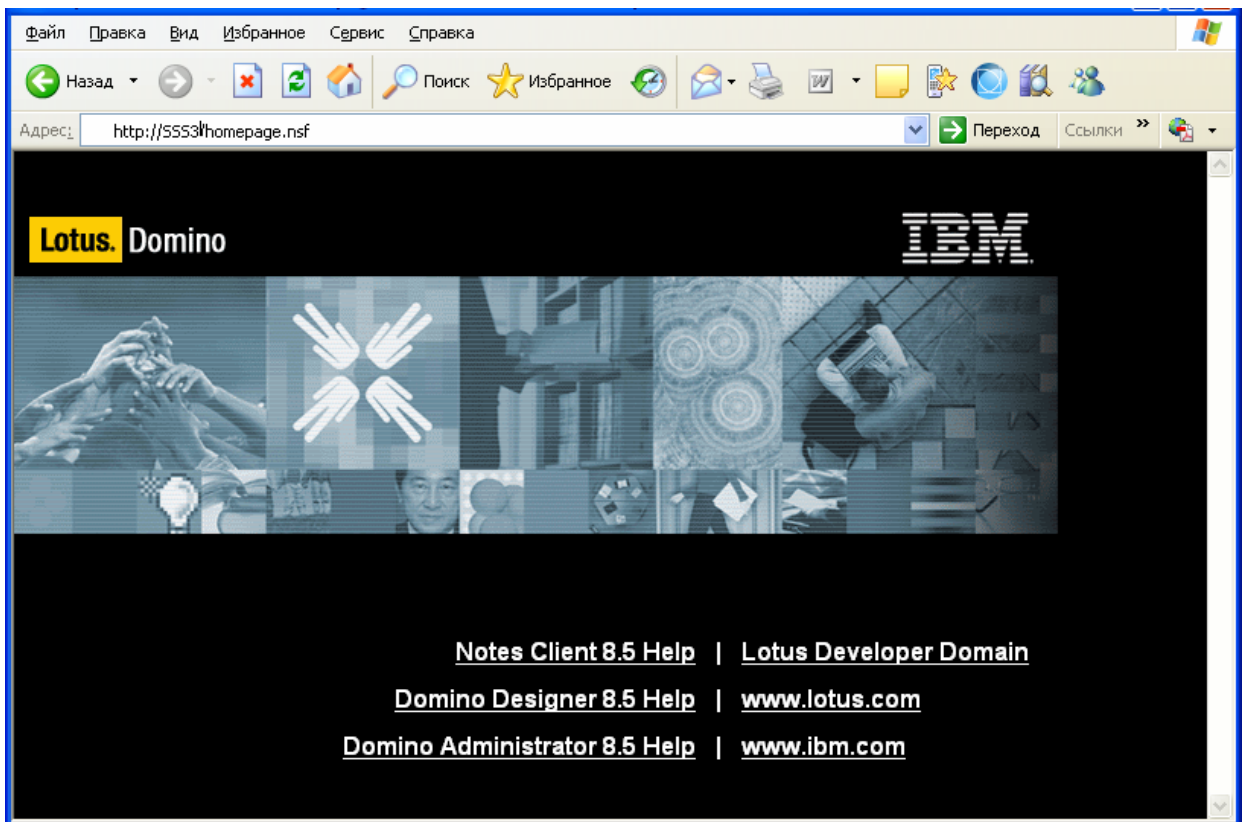 Файл Правка Вид Избранное Сервис Справка
Назад Поиск Избранное
Адрес: http://5553/homepage.nsf Переход Ссылки »
Lotus. Domino IBM.
Notes Client 8.5 Help | Lotus Developer Domain
Domino Designer 8.5 Help | www.lotus.com
Domino Administrator 8.5 Help | www.ibm.com